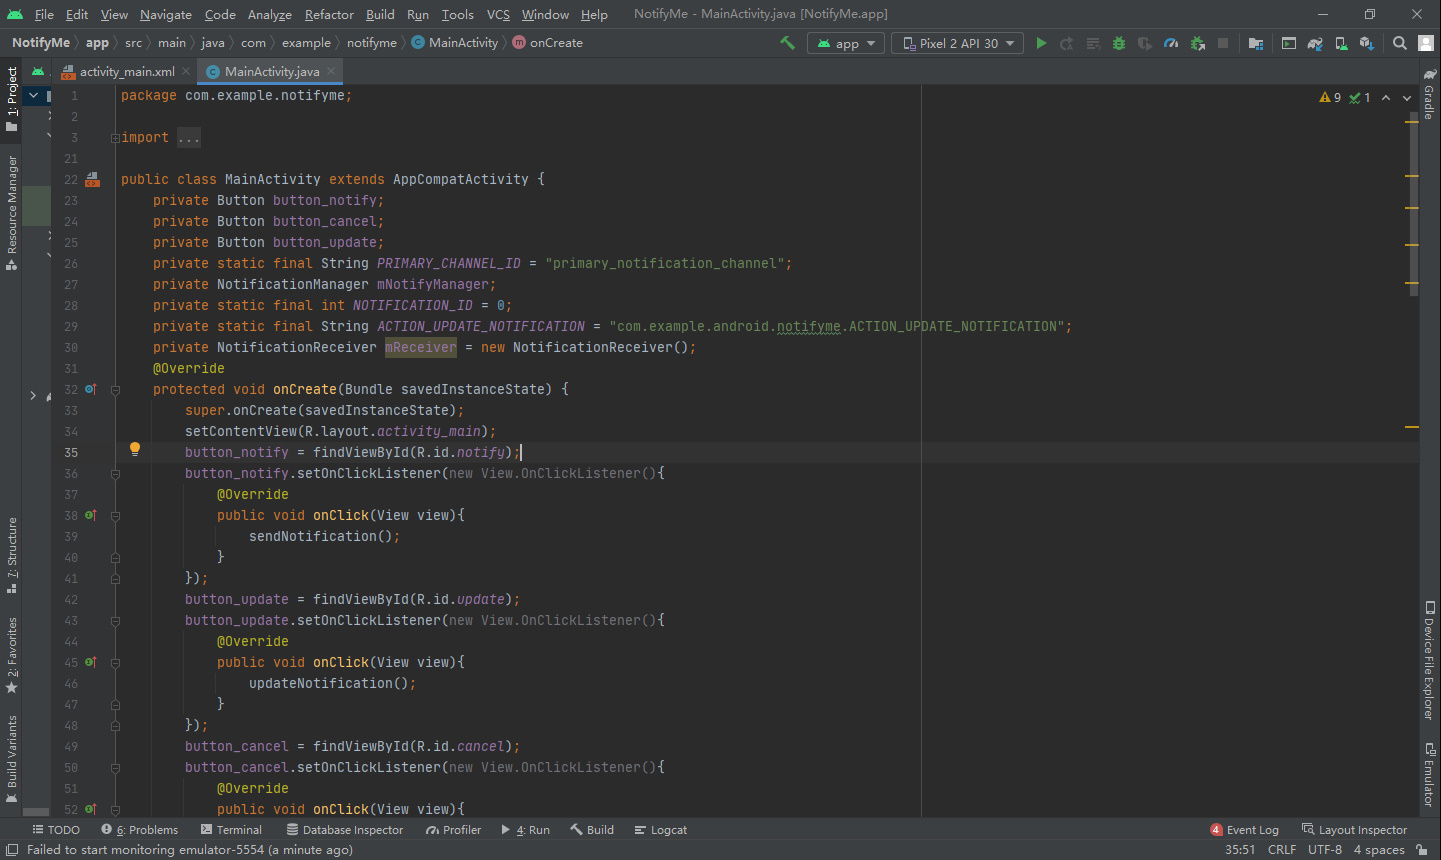 File Edit View Navigate Code Analyze Refactor Build Run Tools VCS Window Help NotifyMe - MainActivity.java [NotifyMe.app]
NotifyMe app src main java com example notifyme MainActivity onCreate app Pixel 2 API 30
activity_main.xml MainActivity.java
1 package com.example.notifyme; 9 1
2
3 import ...
21
22 public class MainActivity extends AppCompatActivity {
23 private Button button_notify;
24 private Button button_cancel;
25 private Button button_update;
26 private static final String PRIMARY_CHANNEL_ID = "primary_notification_channel";
27 private NotificationManager mNotifyManager;
28 private static final int NOTIFICATION_ID = 0;
29 private static final String ACTION_UPDATE_NOTIFICATION = "com.example.android.notifyme.ACTION_UPDATE_NOTIFICATION";
30 private NotificationReceiver mReceiver = new NotificationReceiver();
31 @Override
32 protected void onCreate(Bundle savedInstanceState) {
33 super.onCreate(savedInstanceState);
34 setContentView(R.layout.activity_main);
35 button_notify = findViewById(R.id.notify);
36 button_notify.setOnClickListener(new View.OnClickListener(){
37 @Override
38 public void onClick(View view){
39 sendNotification();
40 }
41 });
42 button_update = findViewById(R.id.update);
43 button_update.setOnClickListener(new View.OnClickListener(){
44 @Override
45 public void onClick(View view){
46 updateNotification();
47 }
48 });
49 button_cancel = findViewById(R.id.cancel);
50 button_cancel.setOnClickListener(new View.OnClickListener(){
51 @Override
52 public void onClick(View view){
1: Project
Resource Manager
7: Structure
2: Favorites
Build Variants
Gradle
Device File Explorer
Emulator
TODO 6: Problems Terminal Database Inspector Profiler 4: Run Build Logcat 4 Event Log Layout Inspector
Failed to start monitoring emulator-5554 (a minute ago) 35:51 CRLF UTF-8 4 spaces